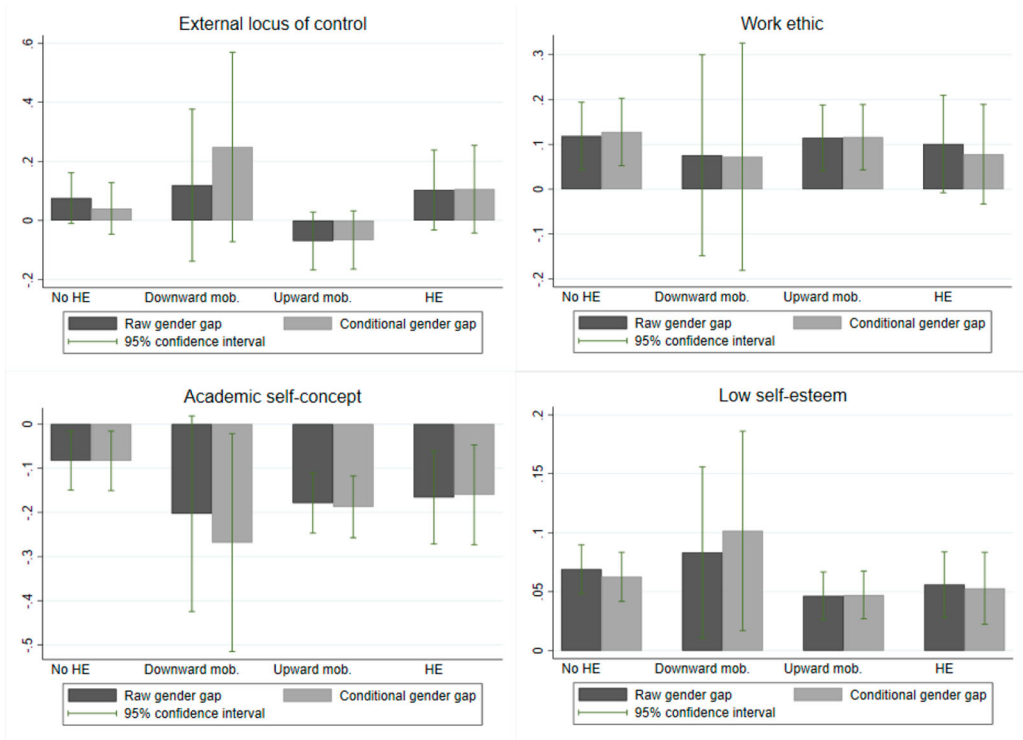 External locus of control
.6
.4
.2
0
-.2
No HE Downward mob. Upward mob. HE
Raw gender gap Conditional gender gap
95% confidence interval
Work ethic
.3
.2
.1
0
-.1
-.2
No HE Downward mob. Upward mob. HE
Raw gender gap Conditional gender gap
95% confidence interval
Academic self-concept
0
-.1
-.2
-.3
-.4
-.5
No HE Downward mob. Upward mob. HE
Raw gender gap Conditional gender gap
95% confidence interval
Low self-esteem
.2
.15
.1
.05
0
No HE Downward mob. Upward mob. HE
Raw gender gap Conditional gender gap
95% confidence interval